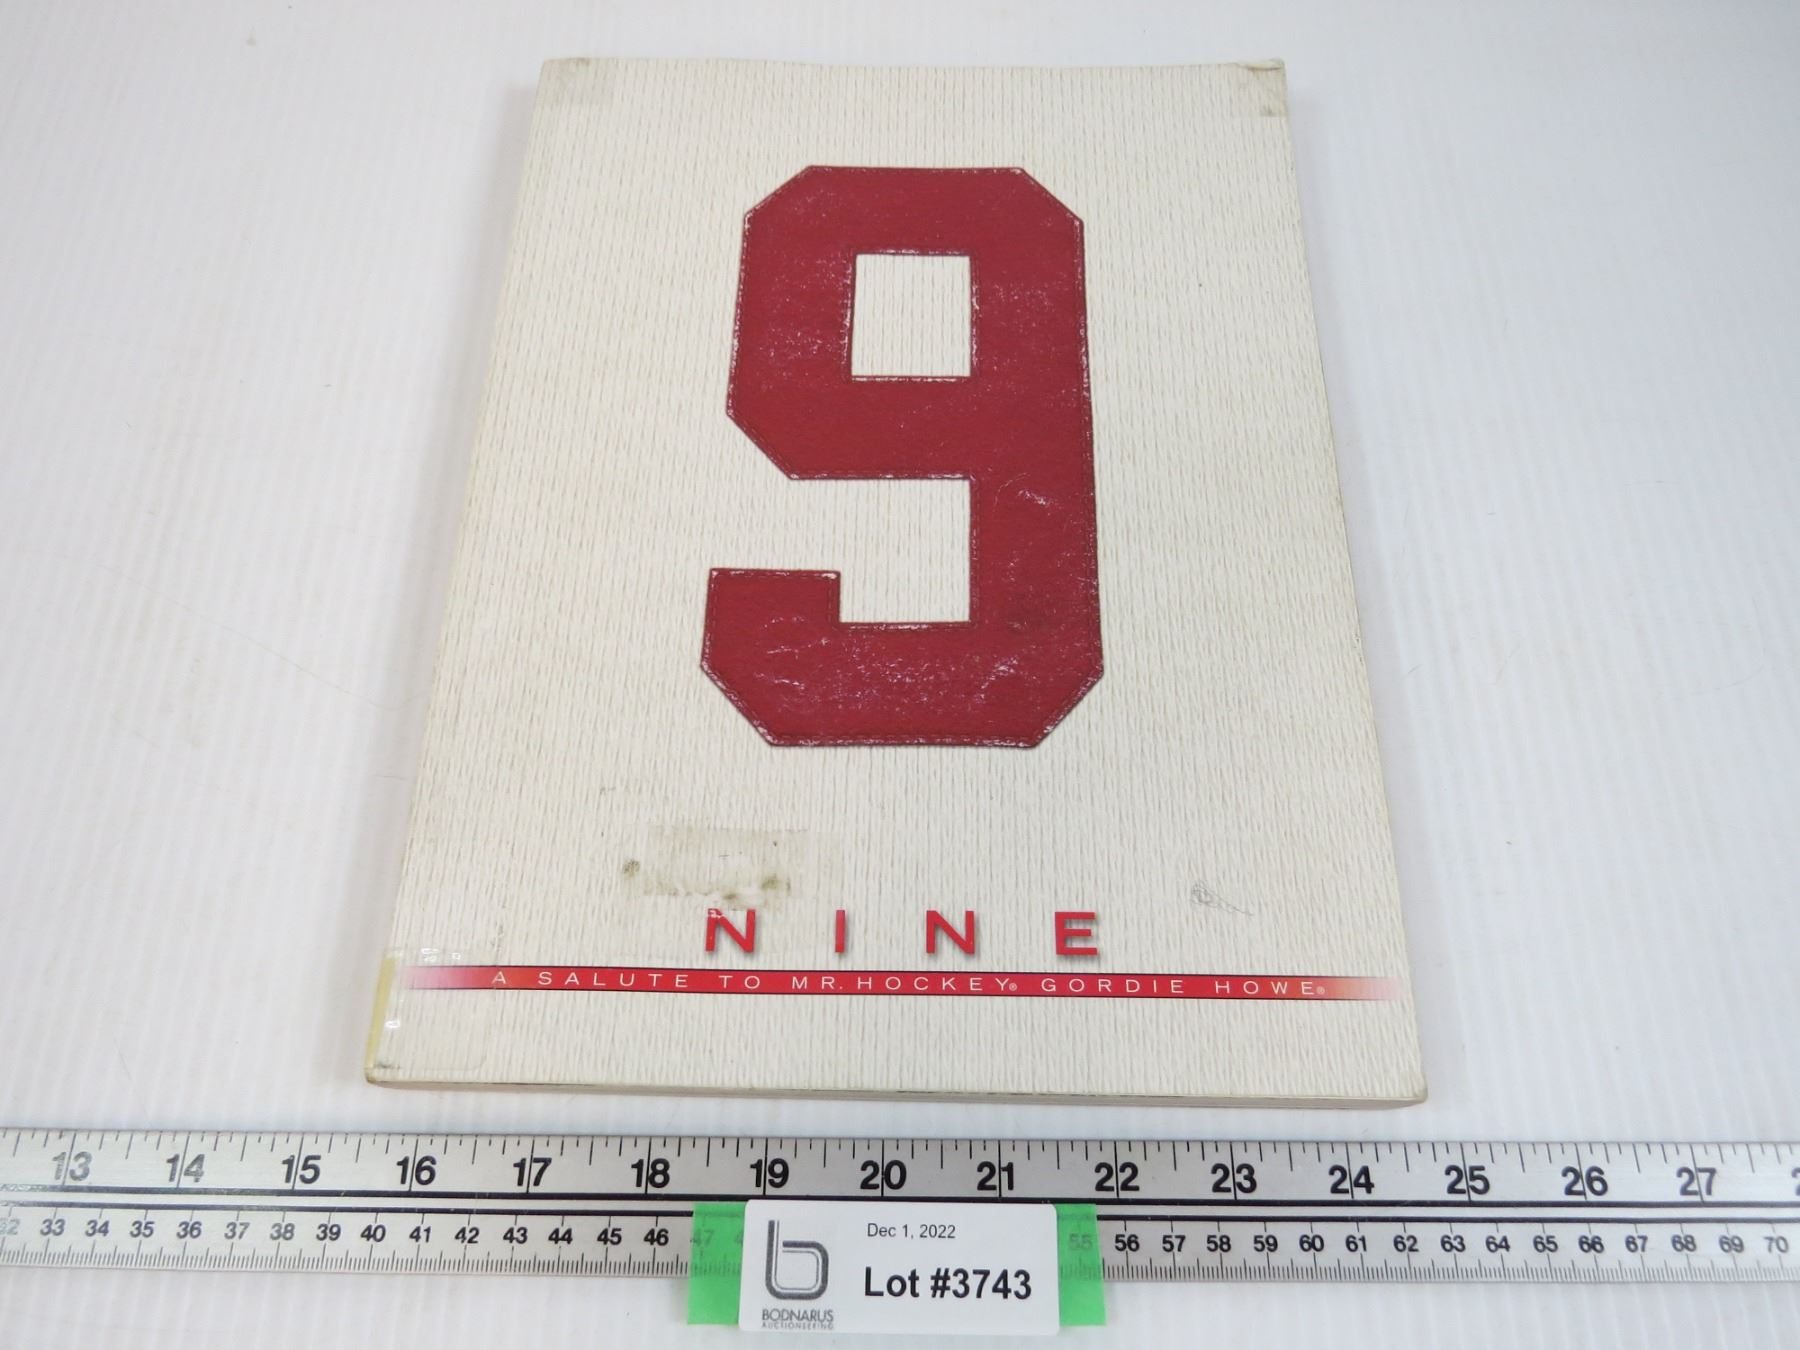 9
NINE
A SALUTE TO MR. HOCKEY® GORDIE HOWE®
13 14 15 16 17 18 19 20 21 22 23 24 25 26 27
32 33 34 35 36 37 38 39 40 41 42 43 44 45 46 47 55 56 57 58 59 60 61 62 63 64 65 66 67 68 69 70
Dec 1, 2022
Lot #3743
b
BODNARUS
AUCTIONEERING